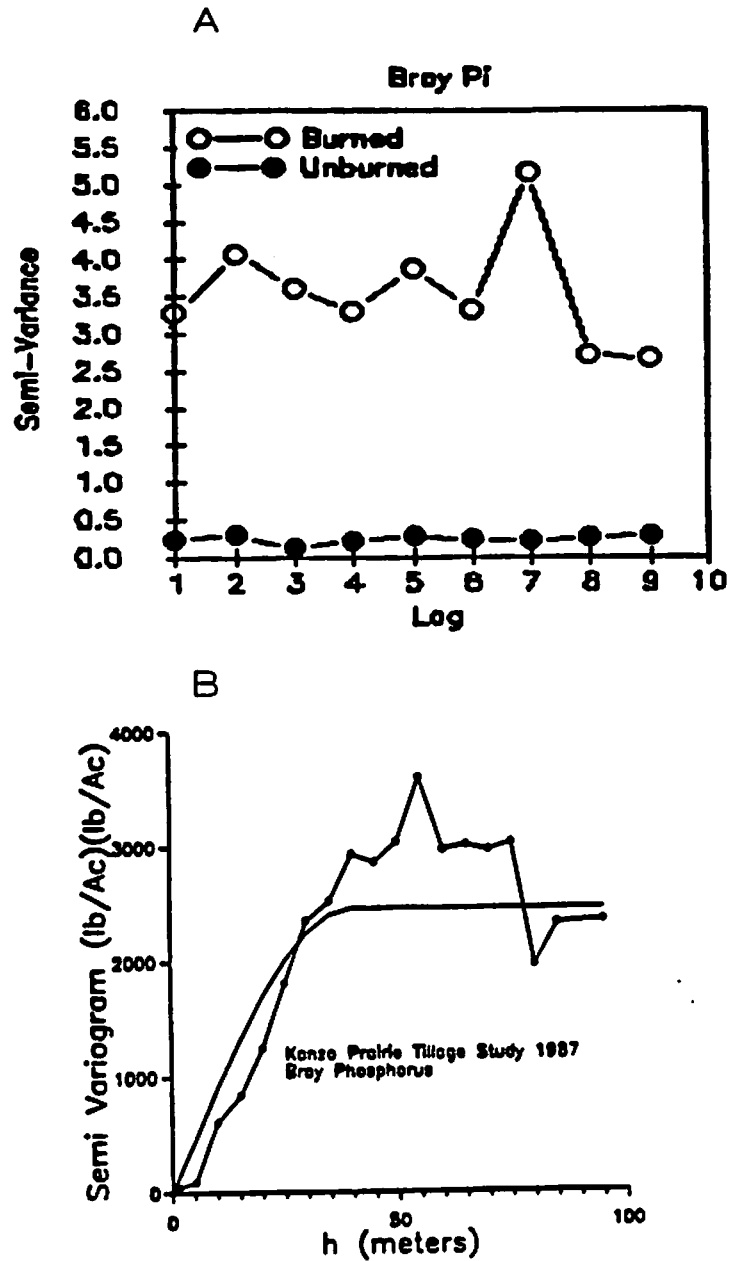 A
Bray Pi
6.0
5.5
5.0
4.5
4.0
3.5
3.0
2.5
2.0
1.5
1.0
0.5
0.0
Burned
Unburned
Semi-Variance
1 2 3 4 5 6 7 8 9 10
Lag
B
4000
3000
2000
1000
0
Semi Variogram (lb/Ac)(lb/Ac)
Konza Prairie Tillage Study 1987
Bray Phosphorus
0 50 100
h (meters)